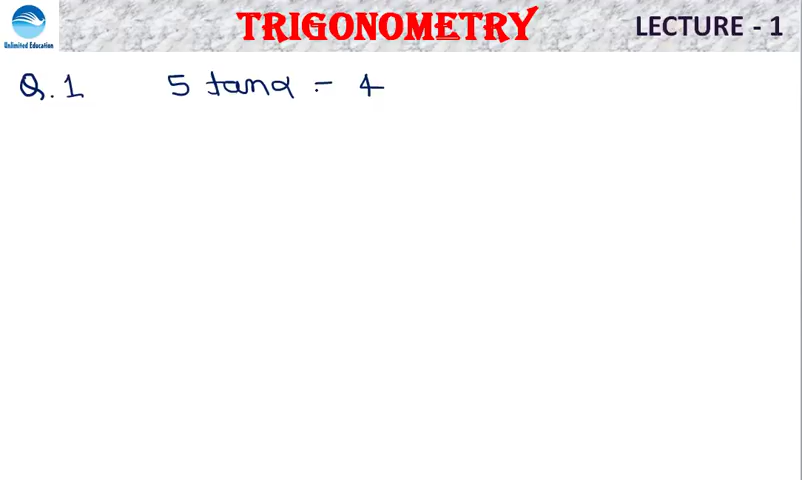 TRIGONOMETRY
LECTURE - 1
Unlimited Education
Q. 1 5 tanα = 4